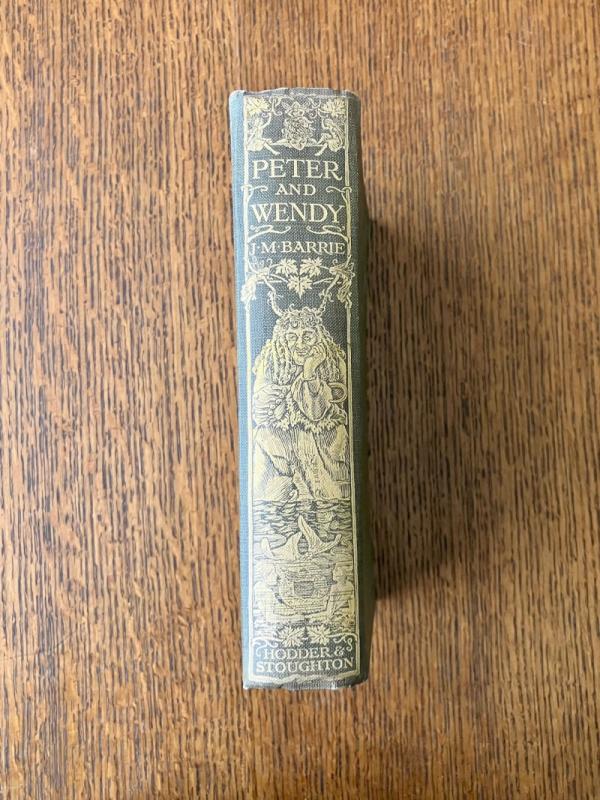 PETER
AND
WENDY
J·M·BARRIE
HODDER &
STOUGHTON